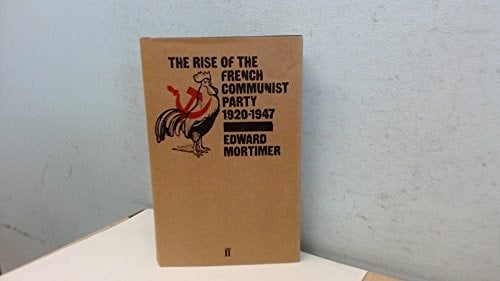 THE RISE OF THE
FRENCH
COMMUNIST
PARTY
1920-1947
EDWARD
MORTIMER
ff